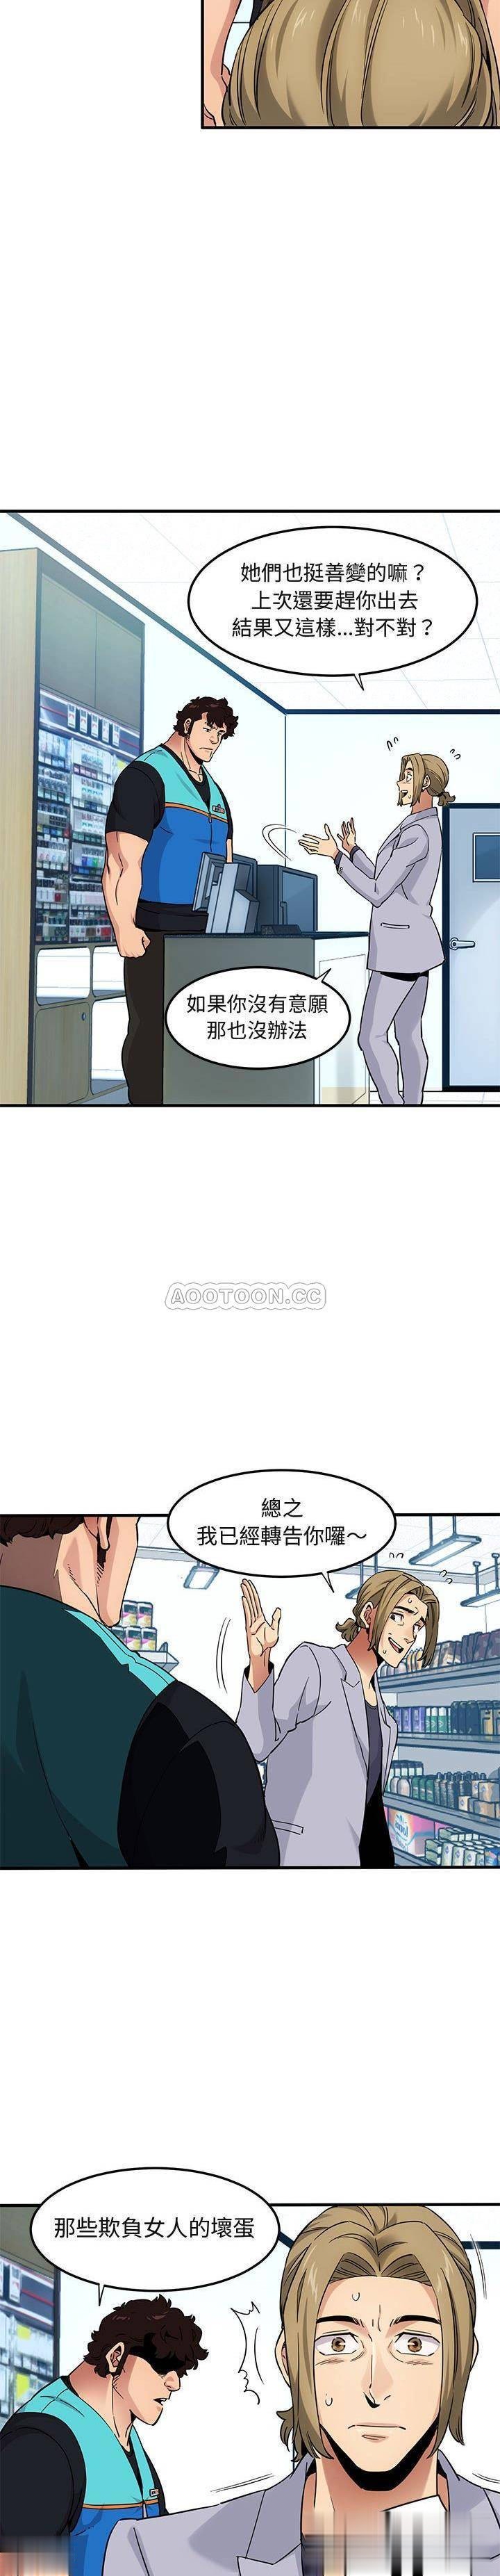 她們也挺善變的嘛？
上次還要趕你出去
結果又這樣...對不對？
如果你沒有意願
那也沒辦法
AOOTOON.CC
總之
我已經轉告你囉～
那些欺負女人的壞蛋